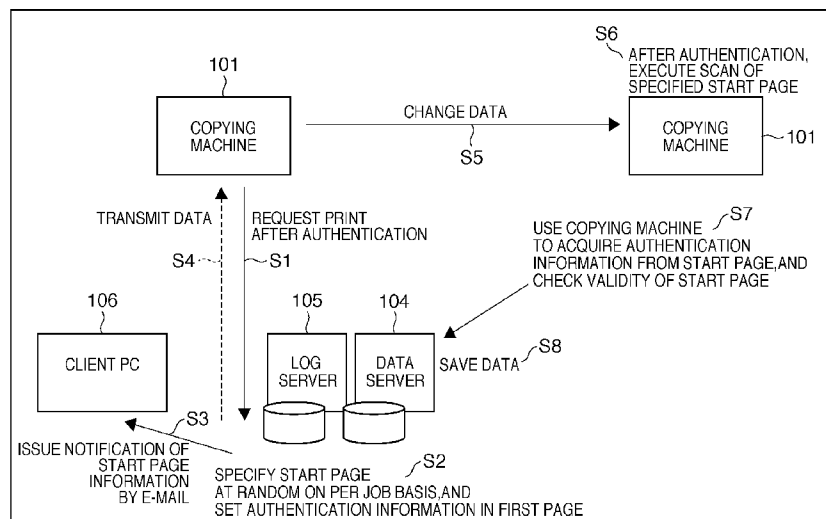 S6
AFTER AUTHENTICATION,
EXECUTE SCAN OF
SPECIFIED START PAGE
101
COPYING
MACHINE
CHANGE DATA
S5
COPYING
MACHINE
101
TRANSMIT DATA
S4
REQUEST PRINT
AFTER AUTHENTICATION
S1
S7
USE COPYING MACHINE
TO ACQUIRE AUTHENTICATION
INFORMATION FROM START PAGE,AND
CHECK VALIDITY OF START PAGE
106
CLIENT PC
105
LOG
SERVER
104
DATA
SERVER
SAVE DATA
S8
S3
ISSUE NOTIFICATION OF
START PAGE
INFORMATION
BY E-MAIL
S2
SPECIFY START PAGE
AT RANDOM ON PER JOB BASIS,AND
SET AUTHENTICATION INFORMATION IN FIRST PAGE